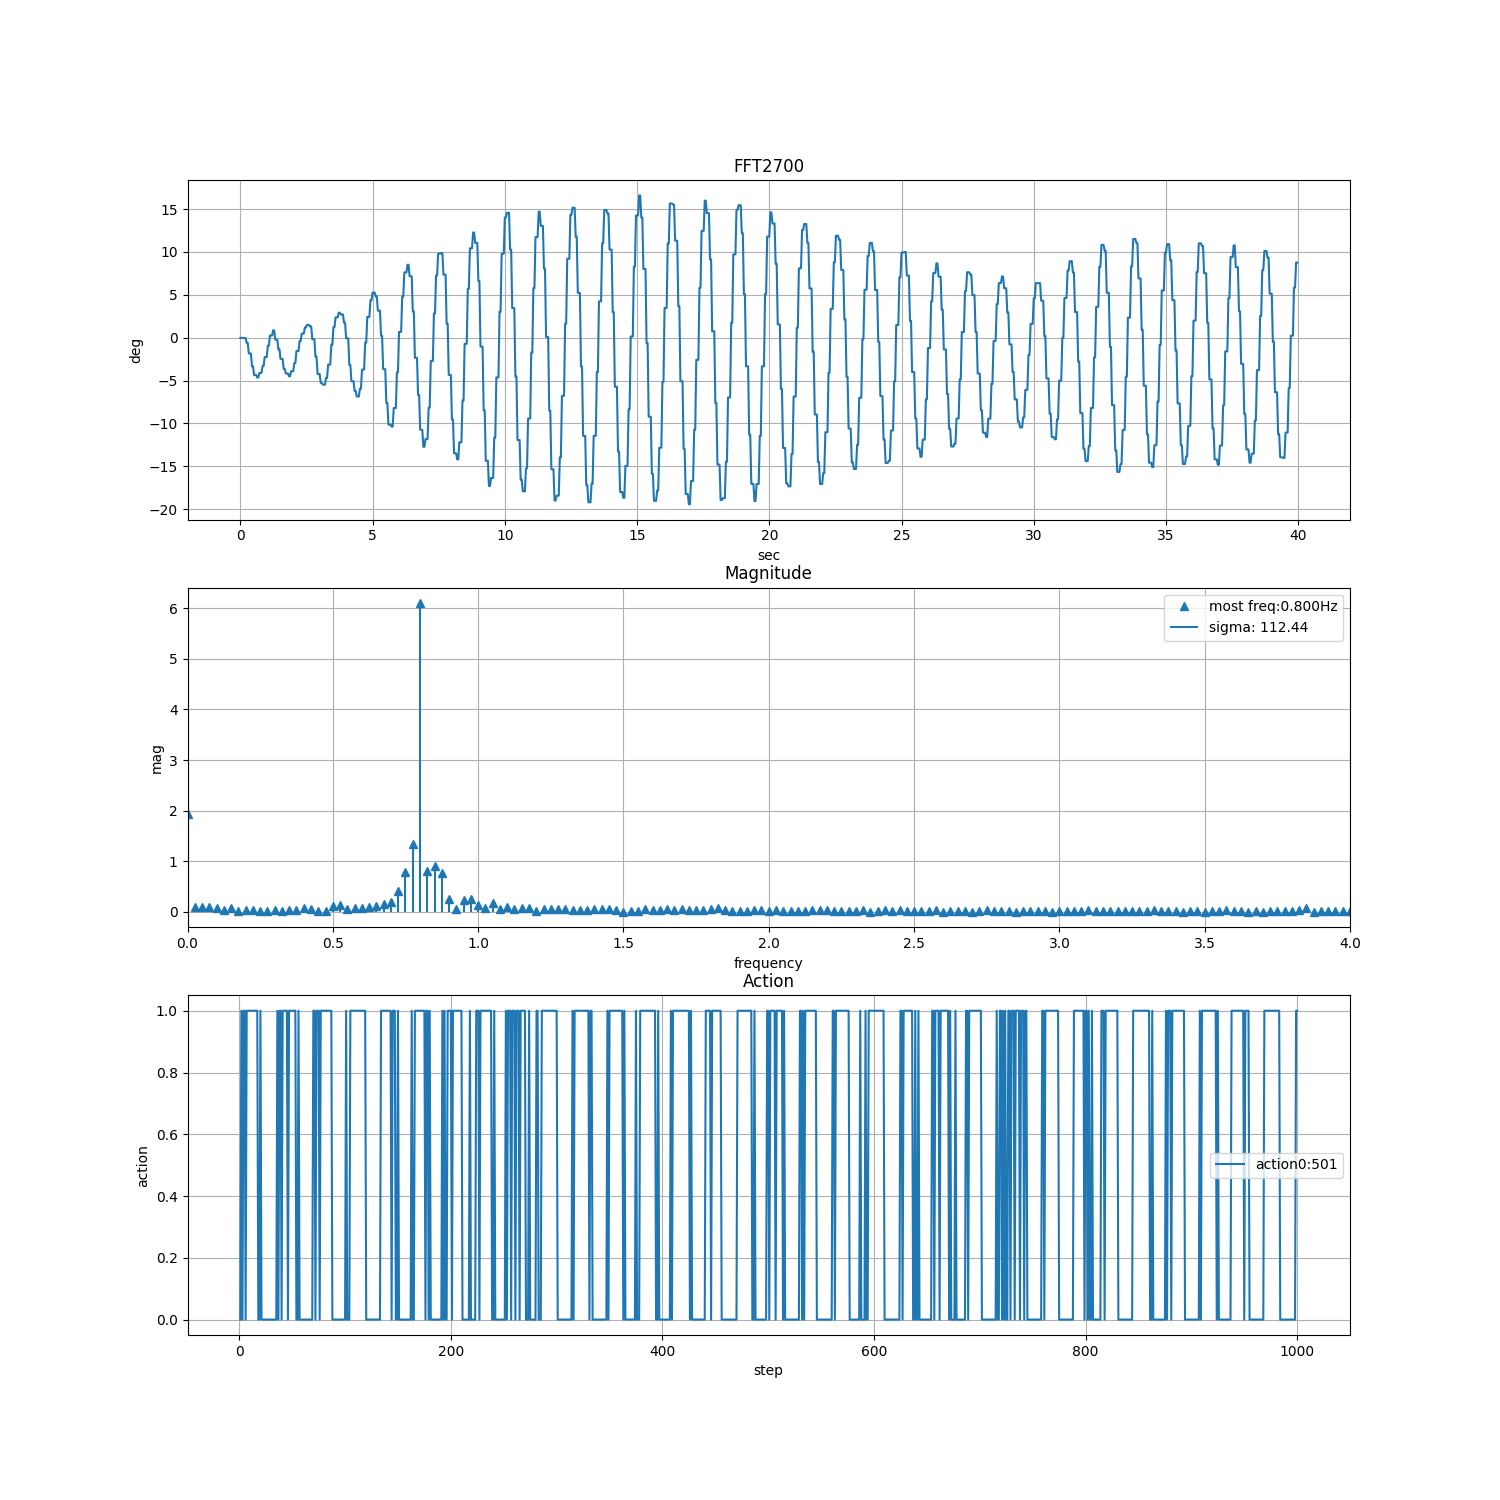 FFT2700
15
10
5
0
−5
−10
−15
−20
deg
0 5 10 15 20 25 30 35 40
sec
Magnitude
6
5
4
3
2
1
0
mag
most freq:0.800Hz
sigma: 112.44
0.0 0.5 1.0 1.5 2.0 2.5 3.0 3.5 4.0
frequency
Action
1.0
0.8
0.6
0.4
0.2
0.0
action
action0:501
0 200 400 600 800 1000
step